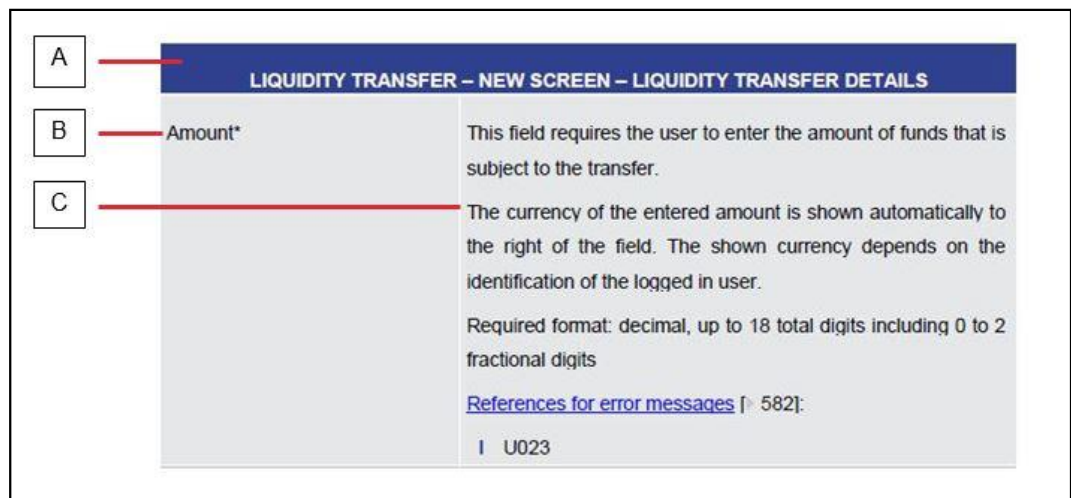 A
LIQUIDITY TRANSFER – NEW SCREEN – LIQUIDITY TRANSFER DETAILS
B
Amount*
This field requires the user to enter the amount of funds that is
subject to the transfer.
C
The currency of the entered amount is shown automatically to
the right of the field. The shown currency depends on the
identification of the logged in user.
Required format: decimal, up to 18 total digits including 0 to 2
fractional digits
References for error messages [▹ 582]:
I U023